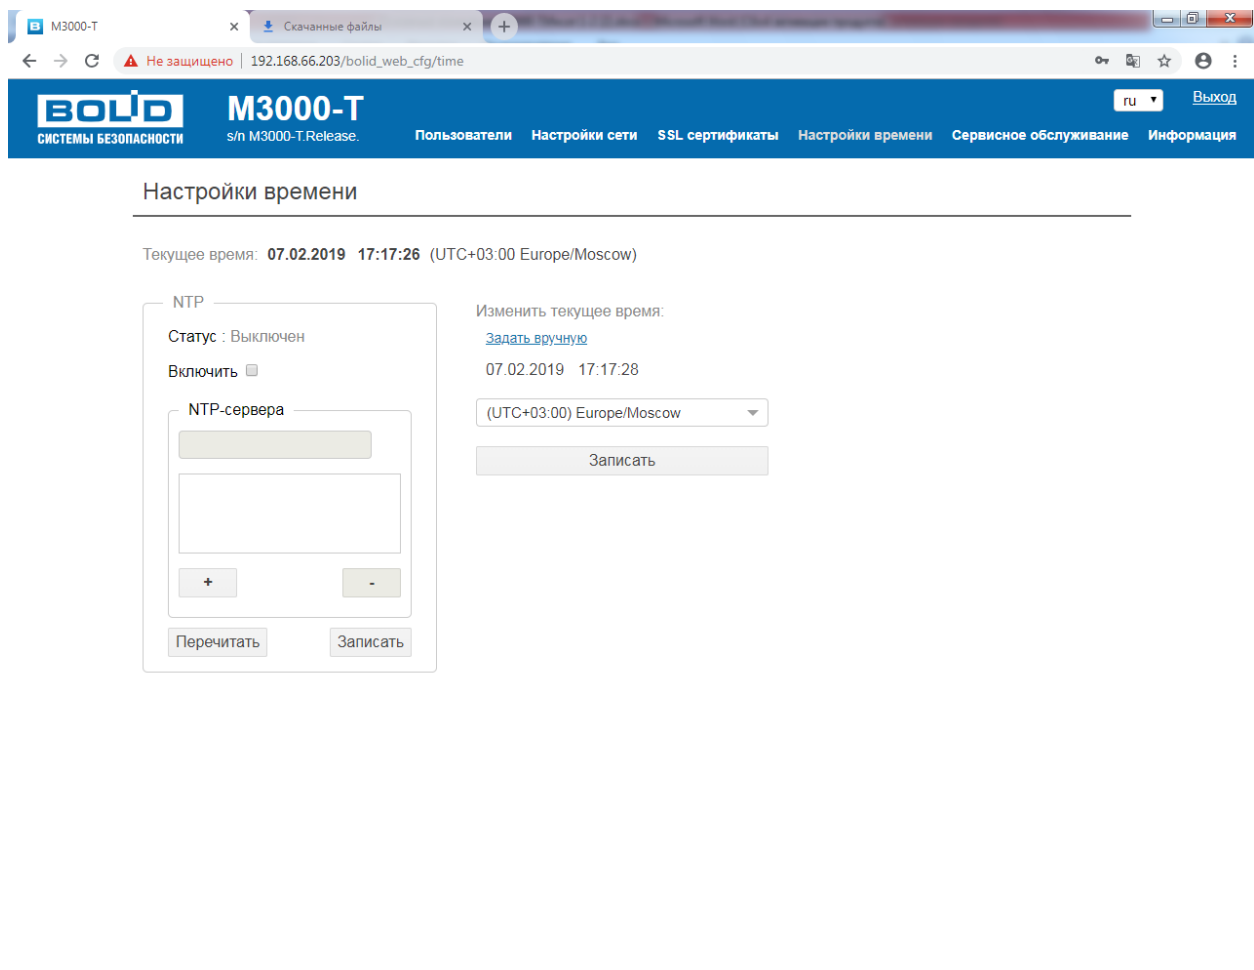 M3000-T
Скачанные файлы
Не защищено
192.168.66.203/bolid_web_cfg/time
BOLID
СИСТЕМЫ БЕЗОПАСНОСТИ
M3000-T
s/n M3000-T.Release.
ru
Выход
Пользователи Настройки сети SSL сертификаты Настройки времени Сервисное обслуживание Информация
Настройки времени
Текущее время: 07.02.2019 17:17:26 (UTC+03:00 Europe/Moscow)
NTP
Статус : Выключен
Включить
NTP-сервера
+ -
Перечитать Записать
Изменить текущее время:
Задать вручную
07.02.2019 17:17:28
(UTC+03:00) Europe/Moscow
Записать